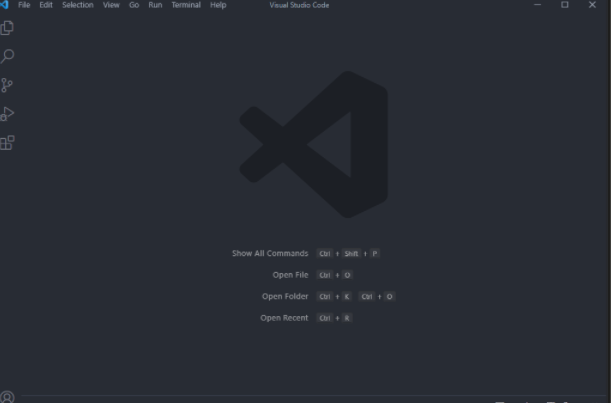 File Edit Selection View Go Run Terminal Help Visual Studio Code
Show All Commands Ctrl + Shift + P
Open File Ctrl + O
Open Folder Ctrl + K Ctrl + O
Open Recent Ctrl + R